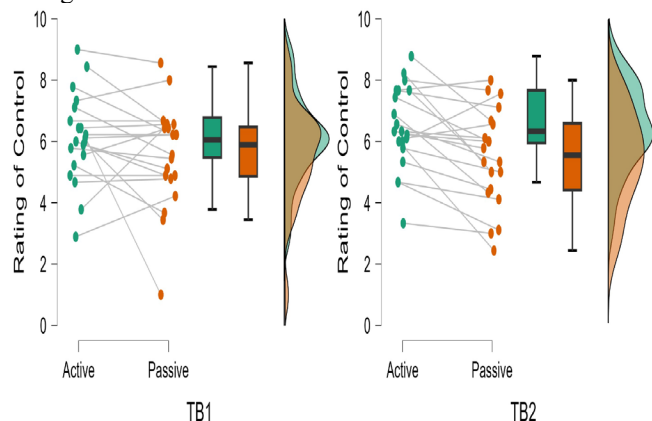 Rating of Control
10
8
6
4
2
0
Active
Passive
TB1
Rating of Control
10
8
6
4
2
0
Active
Passive
TB2